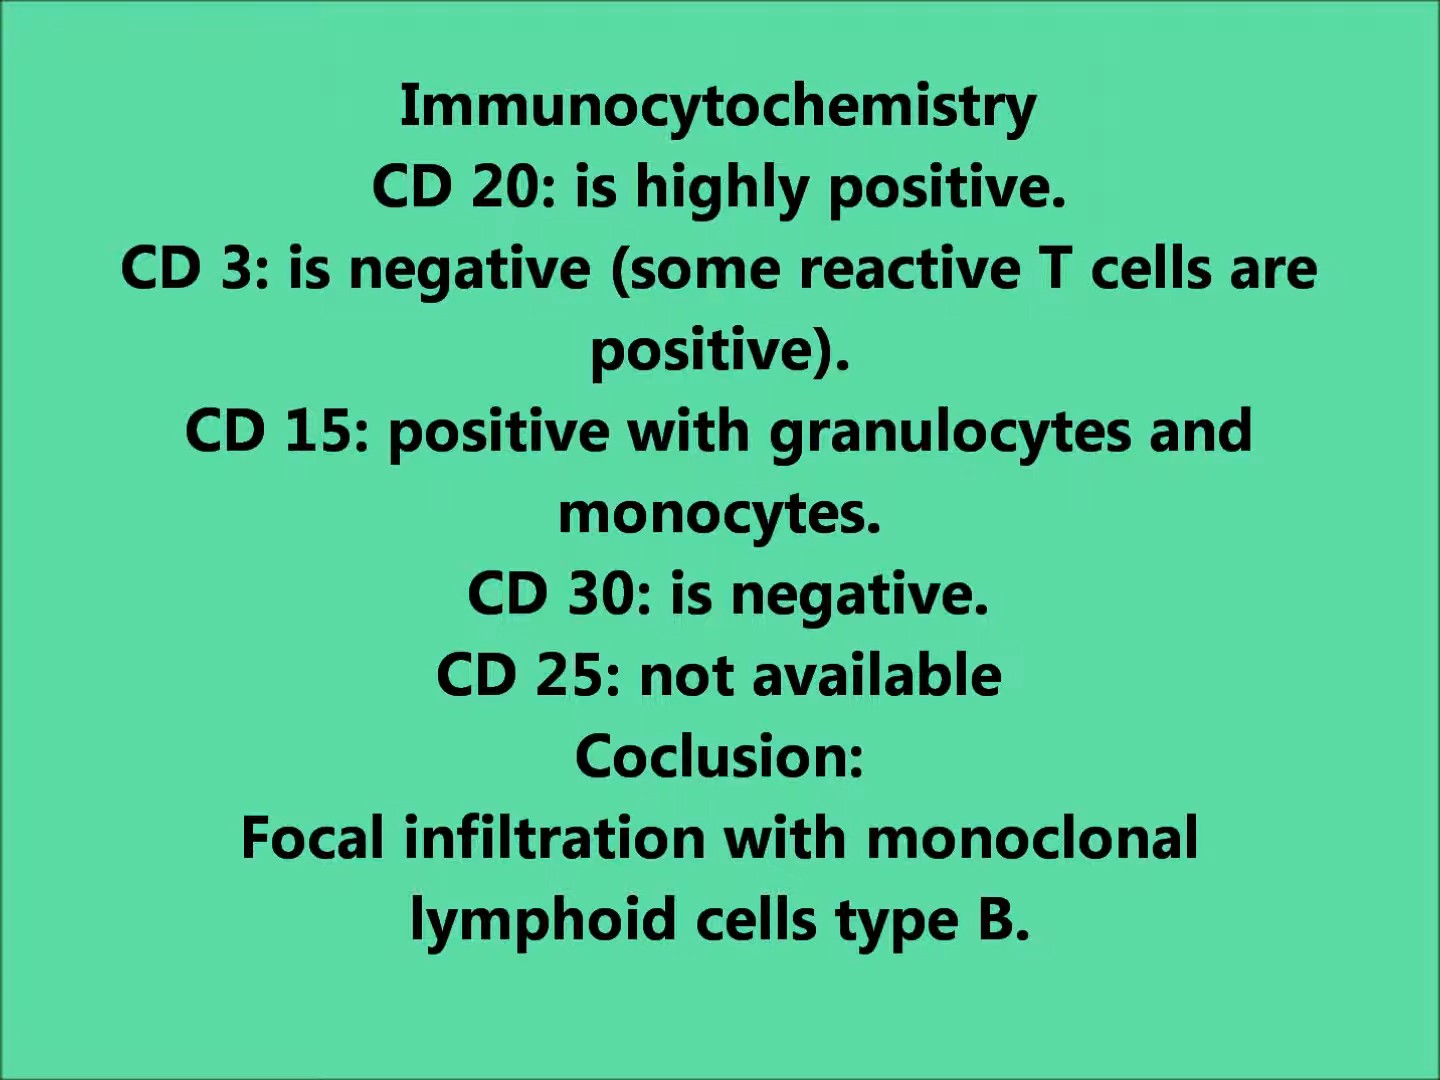 Immunocytochemistry
CD 20: is highly positive.
CD 3: is negative (some reactive T cells are
positive).
CD 15: positive with granulocytes and
monocytes.
CD 30: is negative.
CD 25: not available
Coclusion:
Focal infiltration with monoclonal
lymphoid cells type B.